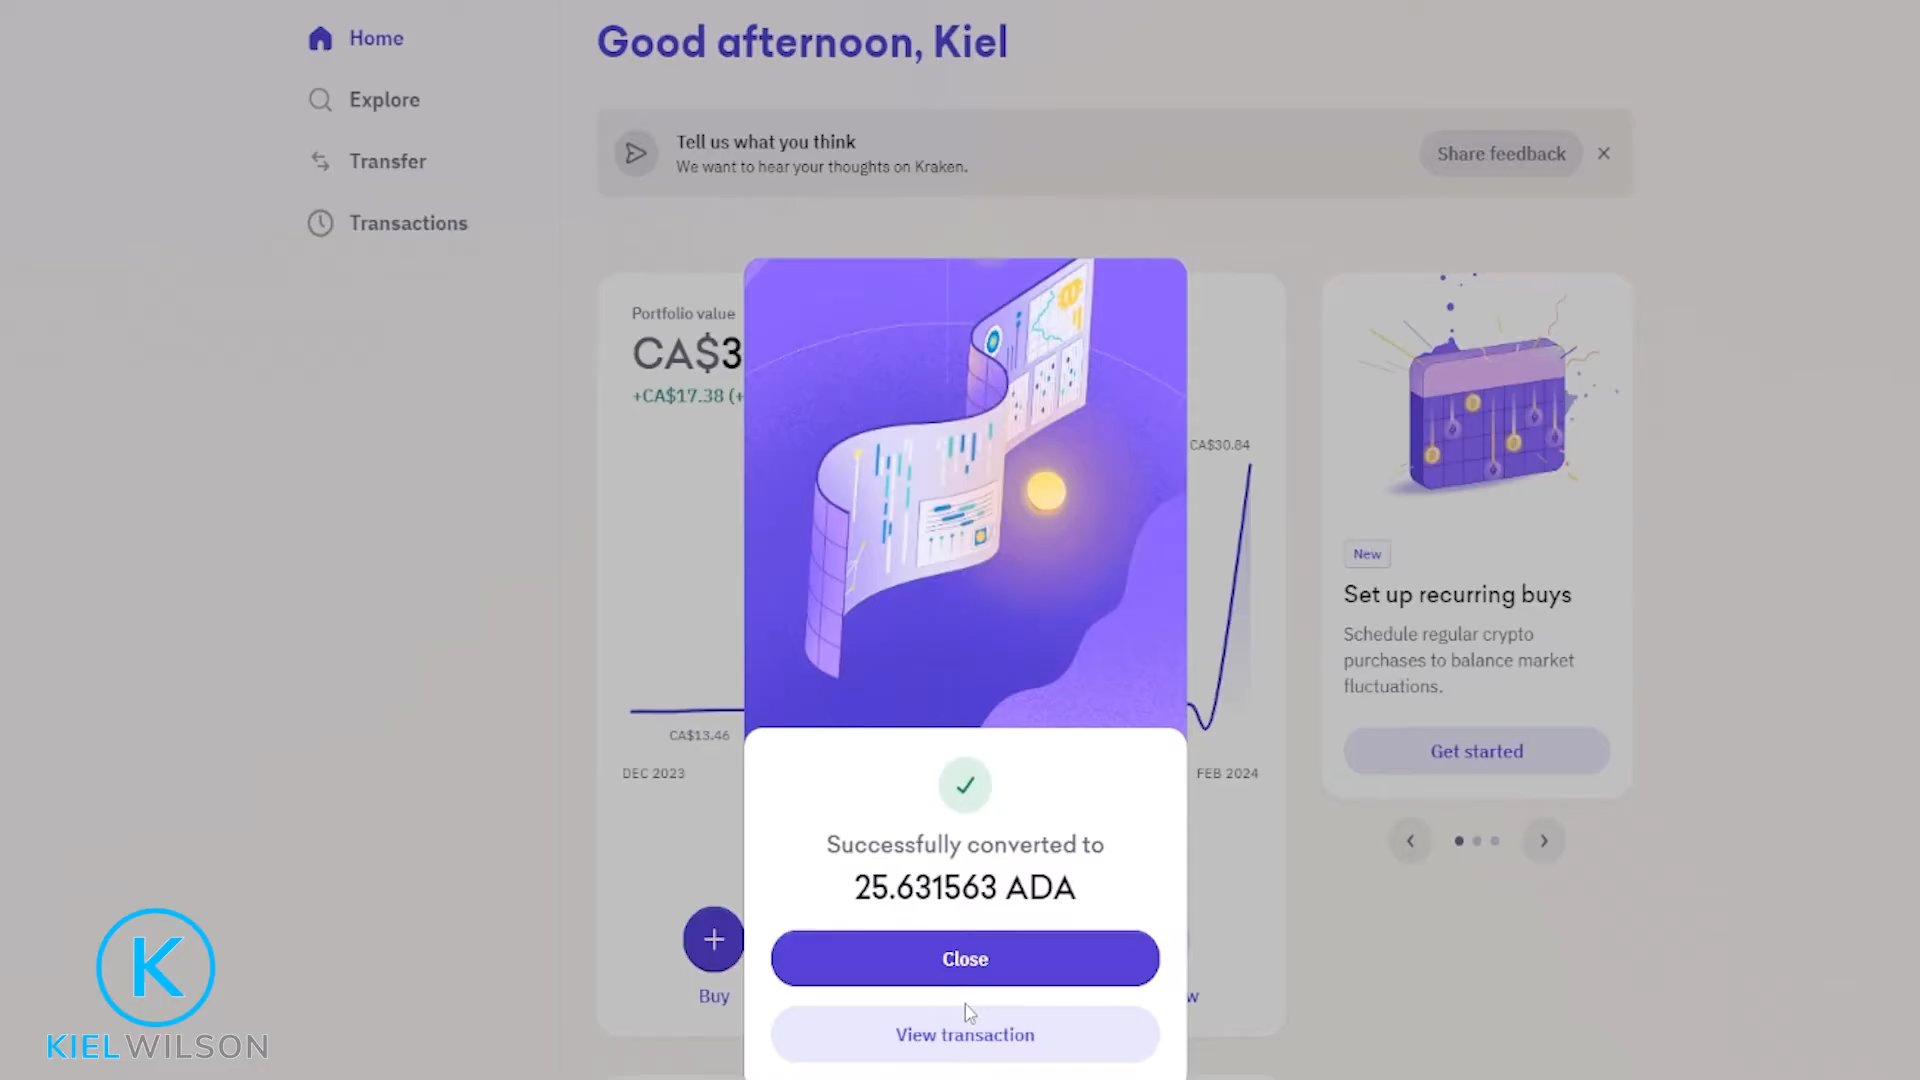 Home
Explore
Transfer
Transactions
Good afternoon, Kiel
Tell us what you think
We want to hear your thoughts on Kraken.
Share feedback
Portfolio value
CA$3
+CA$17.38 (+
CA$30.84
CA$13.46
DEC 2023
FEB 2024
Buy
w
Successfully converted to
25.631563 ADA
Close
View transaction
New
Set up recurring buys
Schedule regular crypto
purchases to balance market
fluctuations.
Get started
K
KIELWILSON